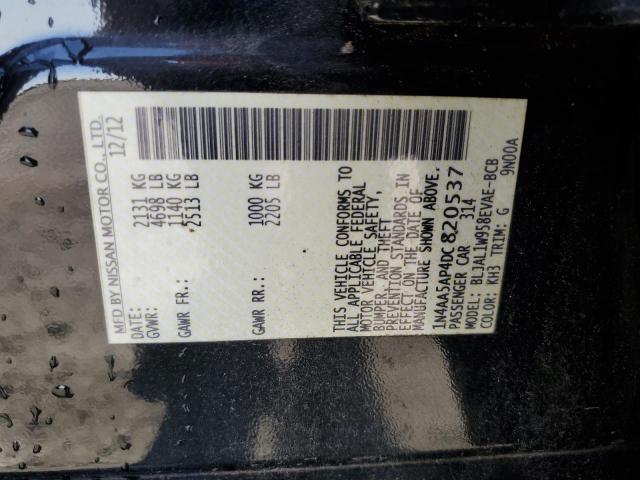 MFD BY NISSAN MOTOR CO., LTD.
DATE: 12/12
GVWR: 2131 KG
4698 LB
GAWR FR.: 1140 KG
2513 LB
GAWR RR.: 1000 KG
2205 LB
THIS VEHICLE CONFORMS TO
ALL APPLICABLE FEDERAL
MOTOR VEHICLE SAFETY,
BUMPER, AND THEFT
PREVENTION STANDARDS IN
EFFECT ON THE DATE OF
MANUFACTURE SHOWN ABOVE.
1N4AA5AP4DC820537
PASSENGER CAR 314
MODEL: BLJAL1W958EVAE-BCB
COLOR: KH3 TRIM: G 9N00A